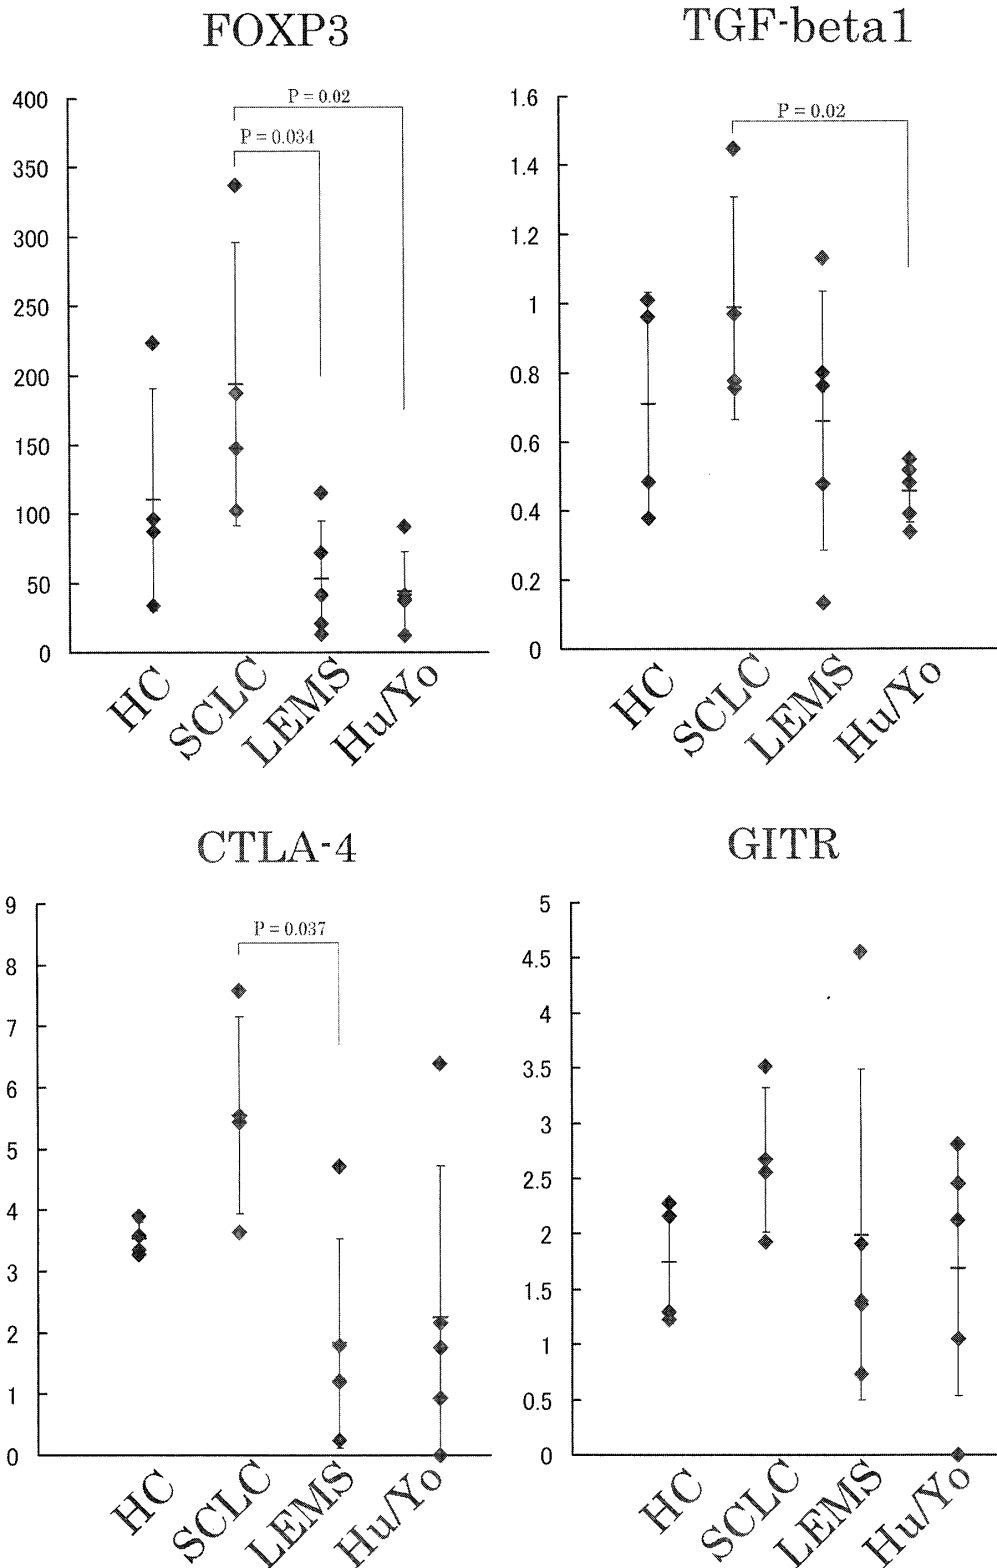 FOXP3
400
350
300
250
200
150
100
50
0
P = 0.02
P = 0.034
HC
SCLC
LEMS
Hu/Yo
TGF-beta1
1.6
1.4
1.2
1
0.8
0.6
0.4
0.2
0
P = 0.02
HC
SCLC
LEMS
Hu/Yo
CTLA-4
9
8
7
6
5
4
3
2
1
0
P = 0.037
HC
SCLC
LEMS
Hu/Yo
GITR
5
4.5
4
3.5
3
2.5
2
1.5
1
0.5
0
HC
SCLC
LEMS
Hu/Yo